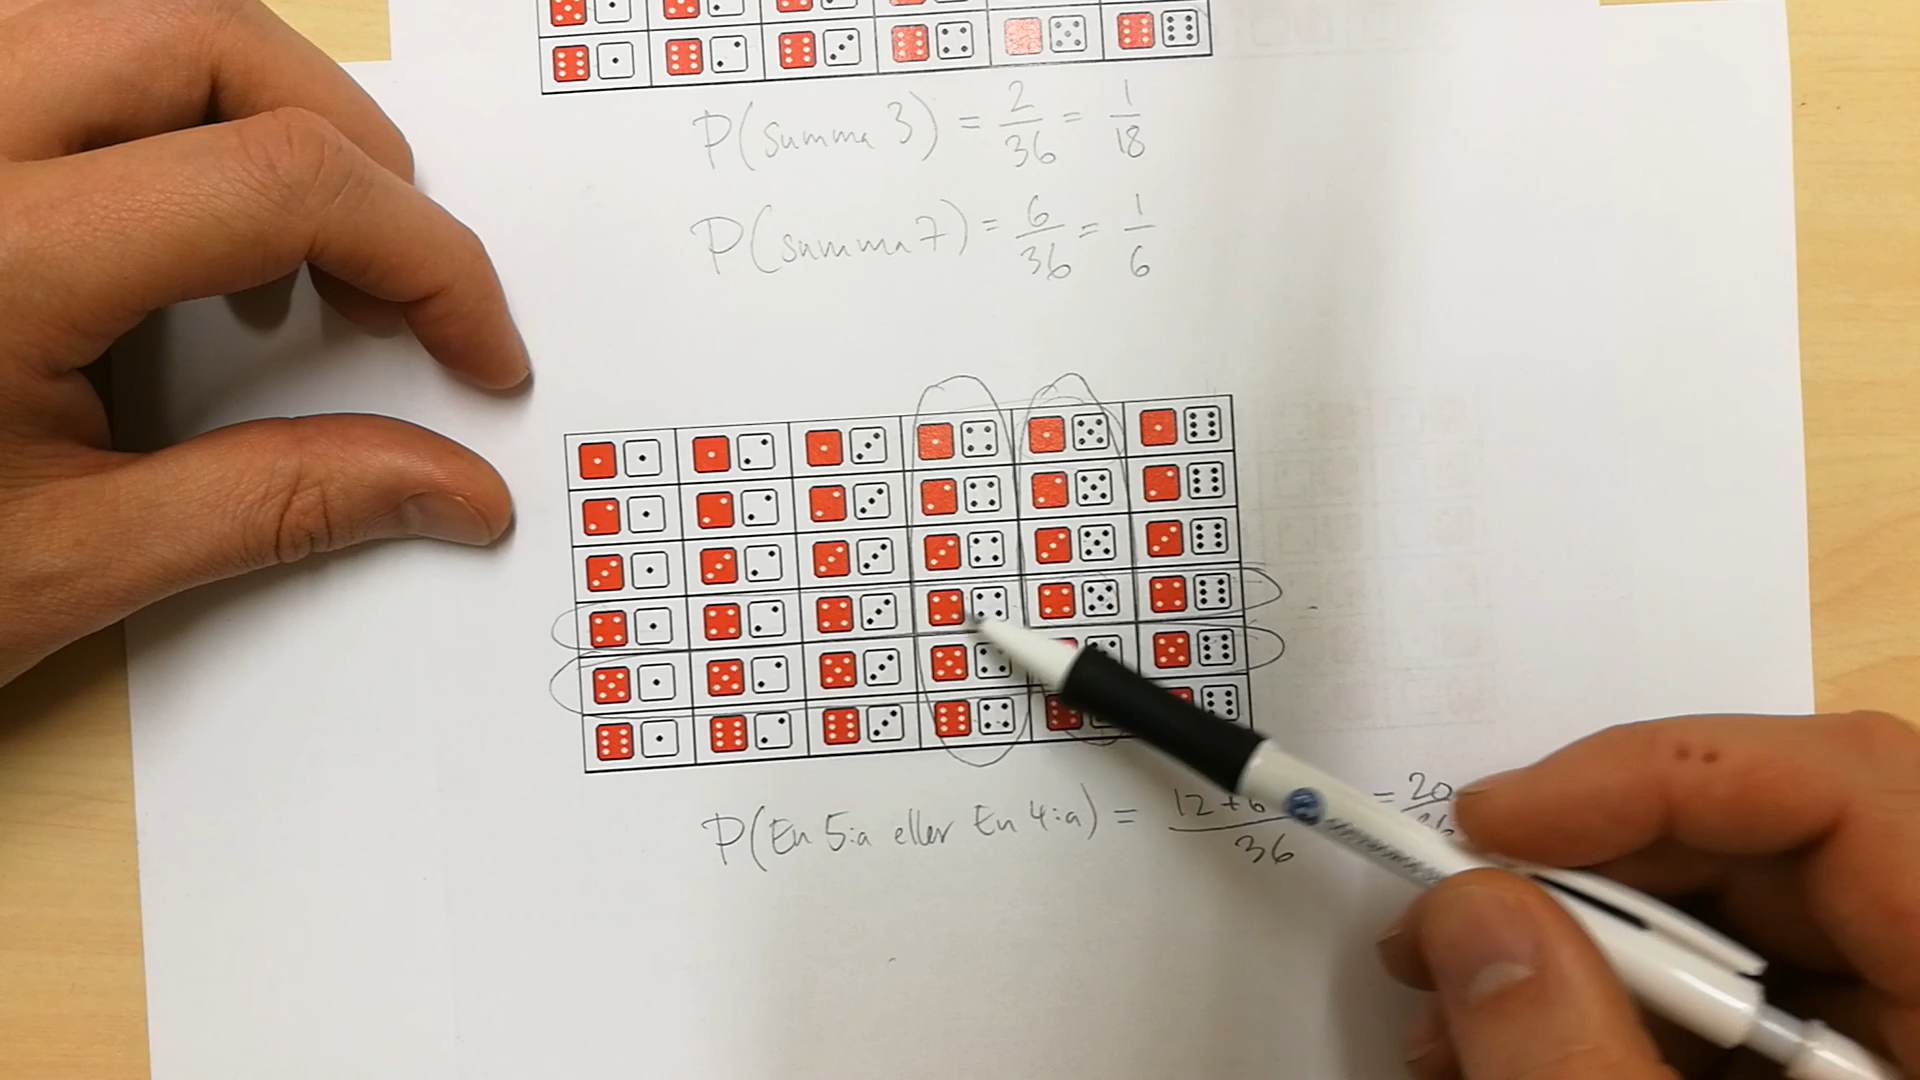 P(summa 3) = 2/36 = 1/18
P(summa 7) = 6/36 = 1/6
P(En 5:a eller En 4:a) = 12+6 /36 = 20